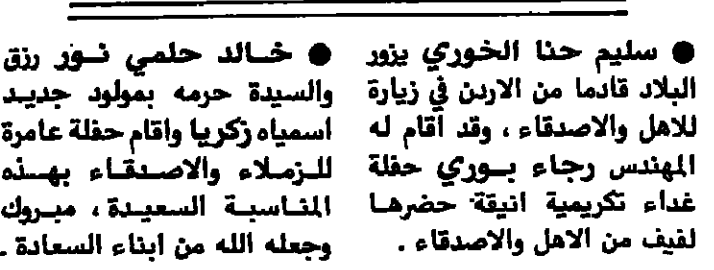 ● سليم حنا الخوري يزور
البلاد قادما من الاردن في زيارة
للاهل والاصدقاء ، وقد أقام له
المهندس رجاء بوري حفلة
غداء تكريمية انيقة حضرها
لفيف من الاهل والاصدقاء .
● خالد حلمي نور رزق
والسيدة حرمه بمولود جديد
اسمياه زكريا واقام حفلة عامرة
للزملاء والاصدقاء بهذه
المناسبة السعيدة ، مبروك
وجعله الله من ابناء السعادة .